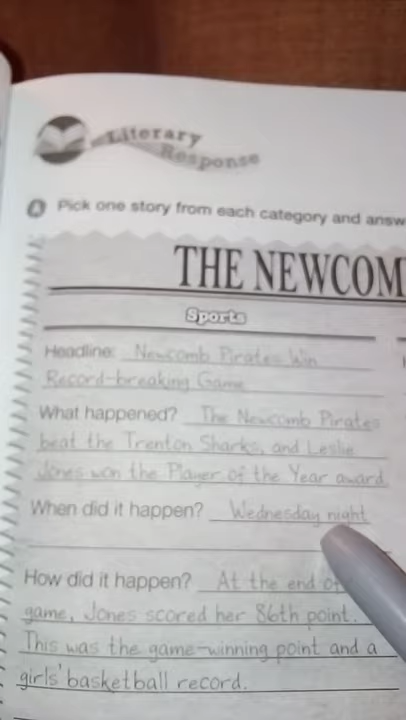 Literary
Response
A Pick one story from each category and answ
THE NEWCOM
Sports
Headline: Newcomb Pirates Win
Record-breaking Game
What happened? The Newcomb Pirates
beat the Trenton Sharks, and Leslie
Jones won the Player of the Year award.
When did it happen? Wednesday night
How did it happen? At the end of
game, Jones scored her 86th point.
This was the game-winning point and a
girls' basketball record.